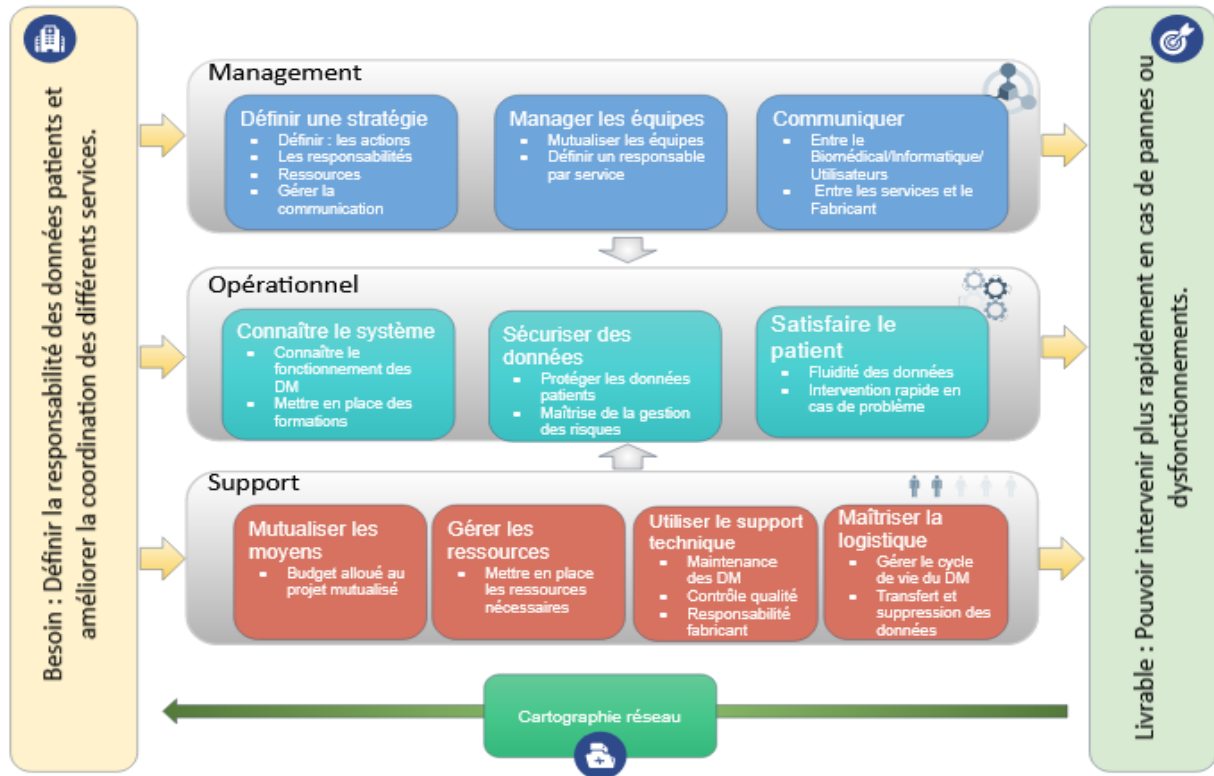 Besoin : Définir la responsabilité des données patients et
améliorer la coordination des différents services.
Management
Définir une stratégie
▪ Définir : les actions
▪ Les responsabilités
▪ Ressources
▪ Gérer la
communication
Manager les équipes
▪ Mutualiser les équipes
▪ Définir un responsable
par service
Communiquer
▪ Entre le
Biomédical/Informatique/
Utilisateurs
▪ Entre les services et le
Fabricant
Opérationnel
Connaître le système
▪ Connaître le
fonctionnement des
DM
▪ Mettre en place des
formations
Sécuriser des
données
▪ Protéger les données
patients
▪ Maîtrise de la gestion
des risques
Satisfaire le
patient
▪ Fluidité des données
▪ Intervention rapide en
cas de problème
Support
Mutualiser les
moyens
▪ Budget alloué au
projet mutualisé
Gérer les
ressources
▪ Mettre en place
les ressources
nécessaires
Utiliser le support
technique
▪ Maintenance
des DM
▪ Contrôle qualité
▪ Responsabilité
fabricant
Maîtriser la
logistique
▪ Gérer le cycle
de vie du DM
▪ Transfert et
suppression des
données
Cartographie réseau
Livrable : Pouvoir intervenir plus rapidement en cas de pannes ou
dysfonctionnements.